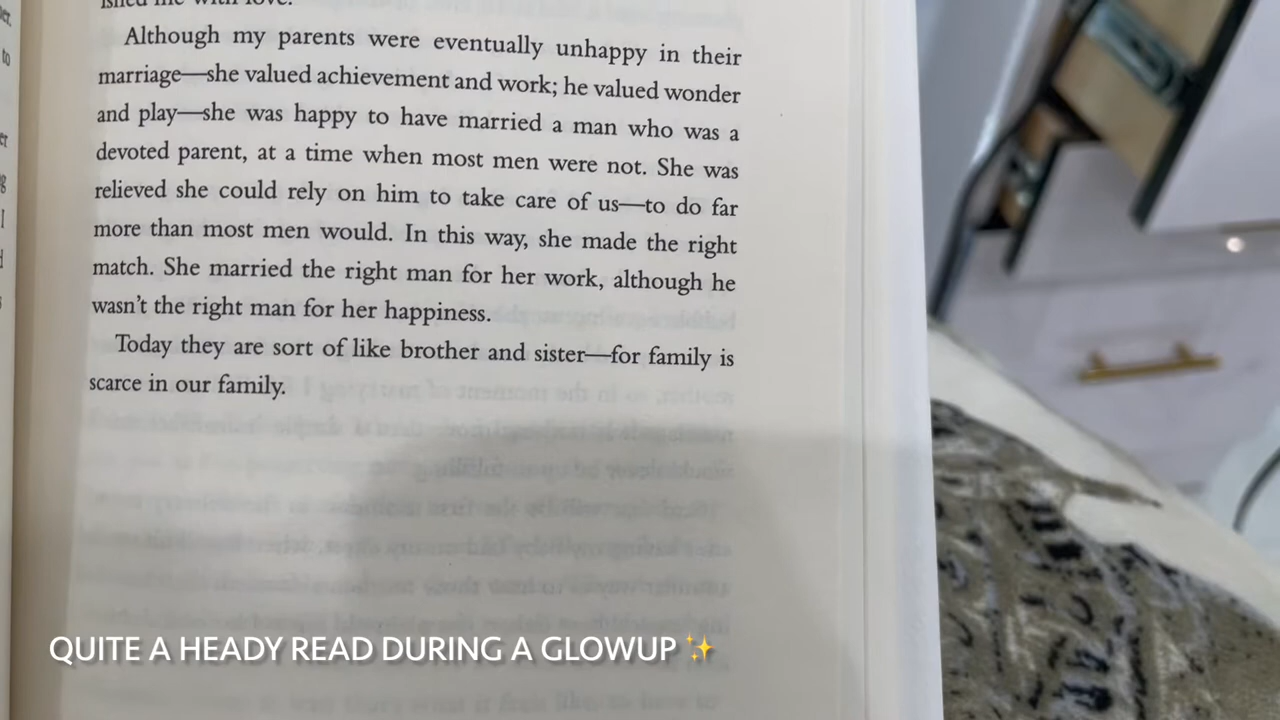 with love.
Although my parents were eventually unhappy in their
marriage—she valued achievement and work; he valued wonder
and play—she was happy to have married a man who was a
devoted parent, at a time when most men were not. She was
relieved she could rely on him to take care of us—to do far
more than most men would. In this way, she made the right
match. She married the right man for her work, although he
wasn't the right man for her happiness.
Today they are sort of like brother and sister—for family is
scarce in our family.
to
QUITE A HEADY READ DURING A GLOWUP ✨